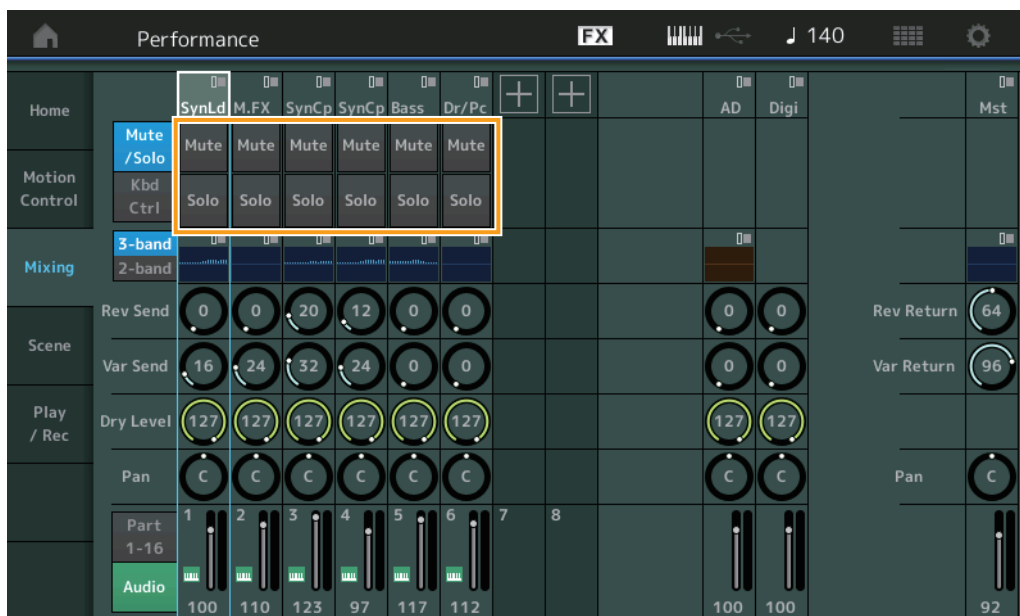 Performance FX 140
SynLd M.FX SynCp SynCp Bass Dr/Pc AD Digi Mst
Home
Mute /Solo Mute Mute Mute Mute Mute Mute
Motion Control
Kbd Ctrl Solo Solo Solo Solo Solo Solo
Mixing
3-band
2-band
Rev Send 0 0 20 12 0 0 0 0 Rev Return 64
Scene
Var Send 16 24 32 24 0 0 0 0 Var Return 96
Play / Rec
Dry Level 127 127 127 127 127 127 127 127
Pan C C C C C C C C Pan C
Part 1-16 1 2 3 4 5 6 7 8
Audio
100 110 123 97 117 112 100 100 92